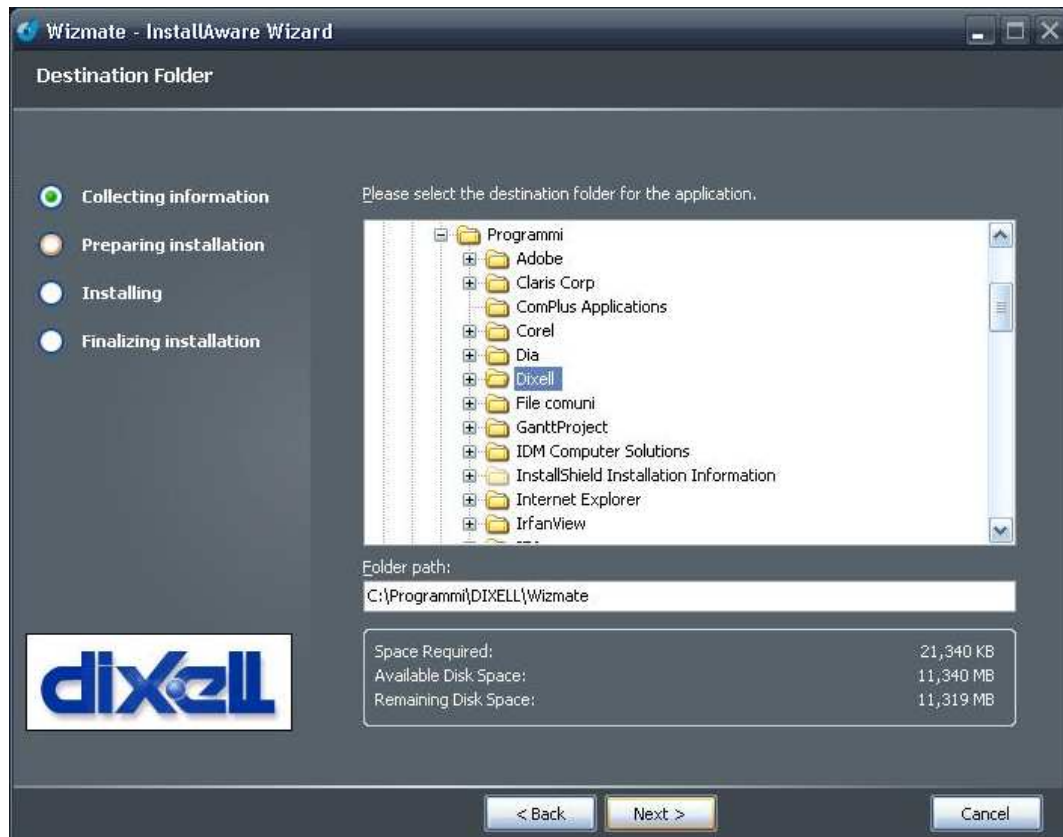 Wizmate - InstallAware Wizard
Destination Folder
Collecting information
Preparing installation
Installing
Finalizing installation
Please select the destination folder for the application.
Programmi
Adobe
Claris Corp
ComPlus Applications
Corel
Dia
Dixell
File comuni
GanttProject
IDM Computer Solutions
InstallShield Installation Information
Internet Explorer
IrfanView
Folder path:
C:\Programmi\DIXELL\Wizmate
Space Required: 21,340 KB
Available Disk Space: 11,340 MB
Remaining Disk Space: 11,319 MB
dixell
< Back Next > Cancel